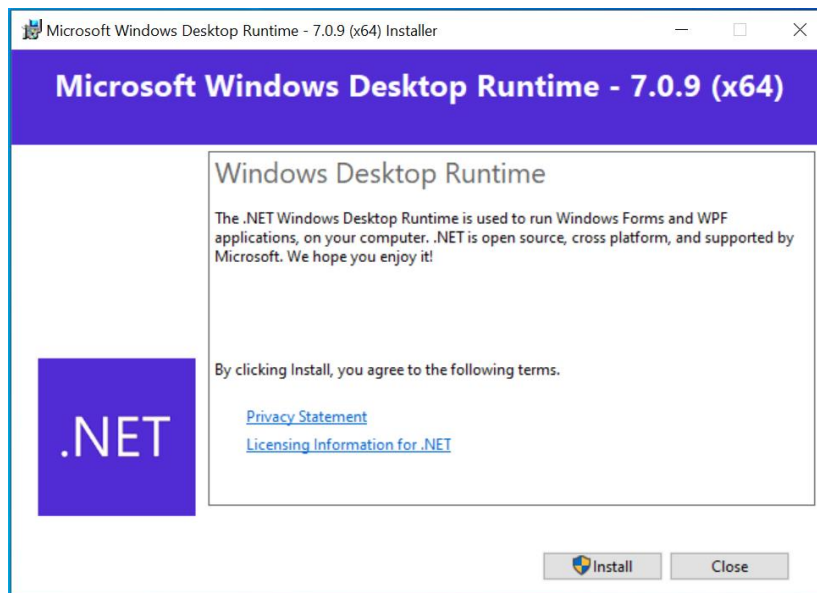 Microsoft Windows Desktop Runtime - 7.0.9 (x64) Installer
Microsoft Windows Desktop Runtime - 7.0.9 (x64)
Windows Desktop Runtime
The .NET Windows Desktop Runtime is used to run Windows Forms and WPF
applications, on your computer. .NET is open source, cross platform, and supported by
Microsoft. We hope you enjoy it!
By clicking Install, you agree to the following terms.
Privacy Statement
Licensing Information for .NET
.NET
Install
Close